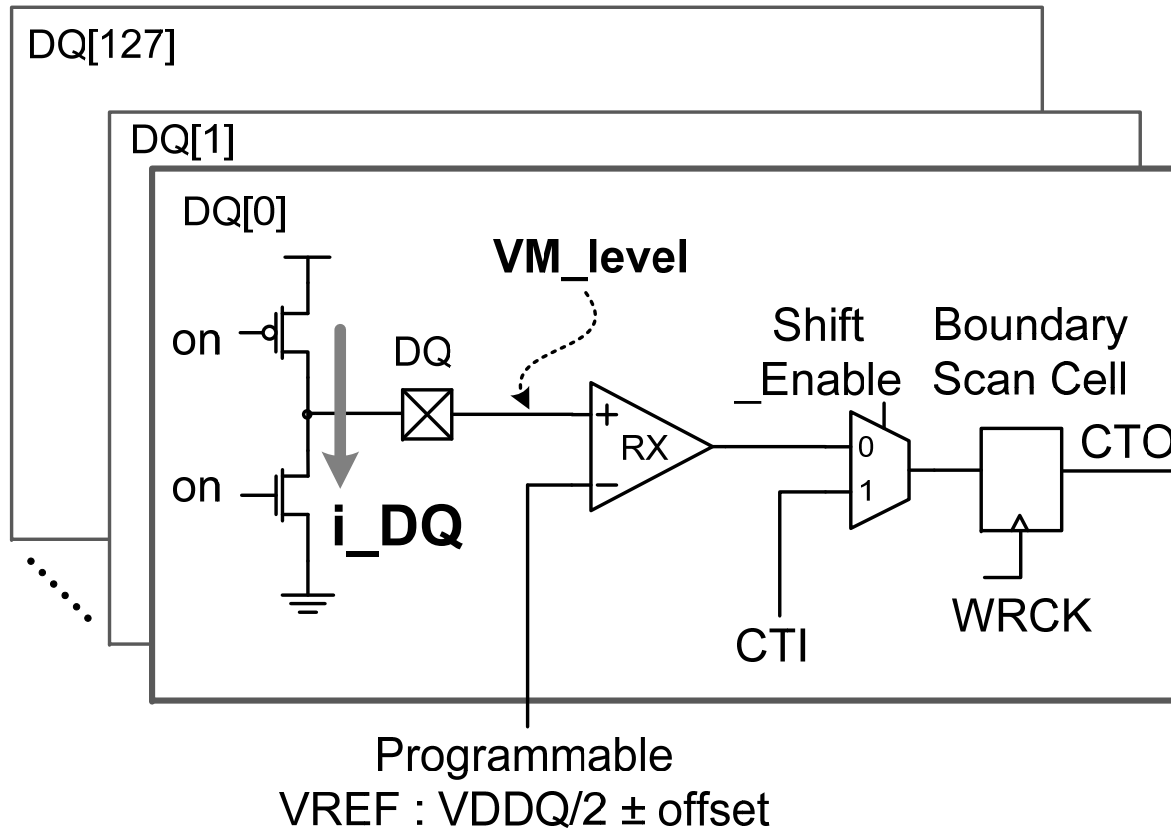 DQ[127]
DQ[1]
DQ[0]
VM_level
on
DQ
Shift
_Enable
Boundary
Scan Cell
+
RX
−
0
1
CTO
on
i_DQ
WRCK
CTI
Programmable
VREF : VDDQ/2 ± offset